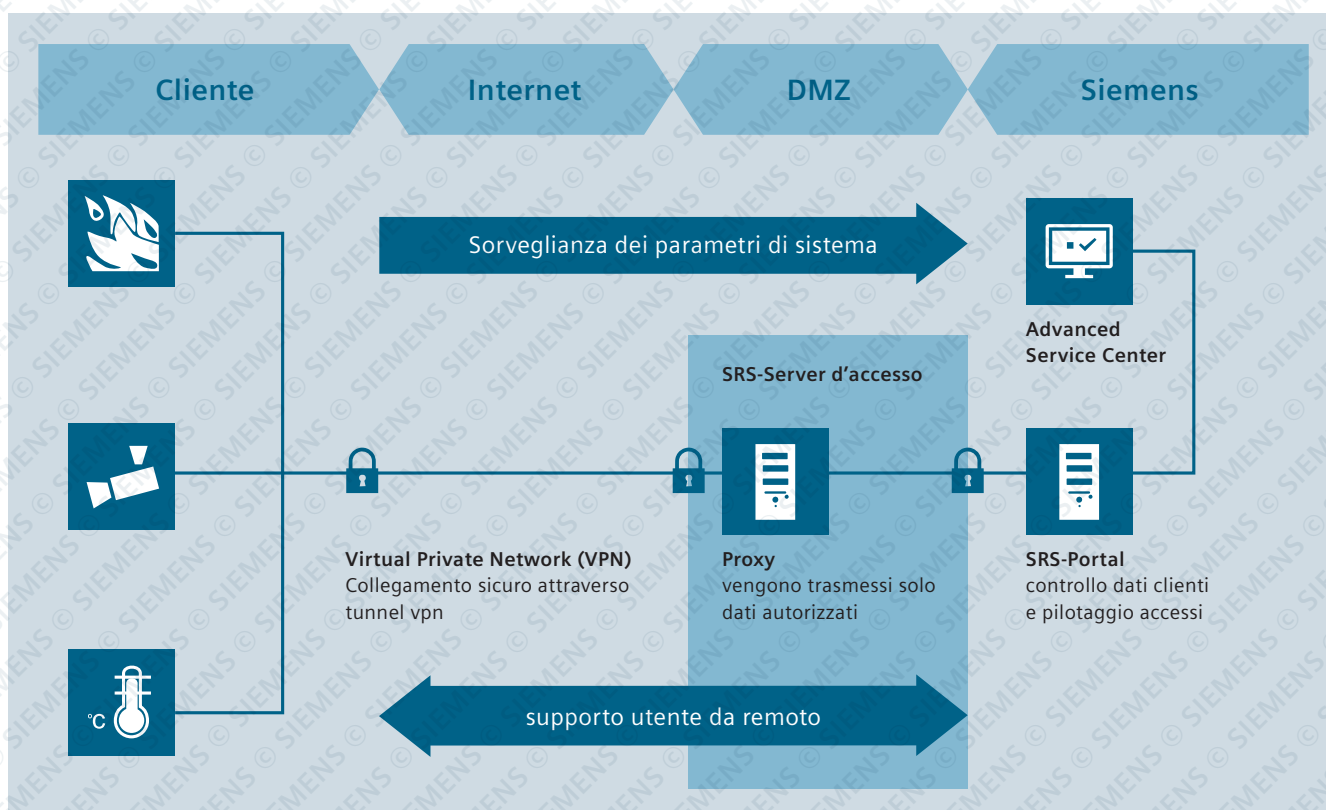 Cliente
Internet
DMZ
Siemens
Sorveglianza dei parametri di sistema
Advanced
Service Center
SRS-Server d'accesso
Virtual Private Network (VPN)
Collegamento sicuro attraverso
tunnel vpn
Proxy
vengono trasmessi solo
dati autorizzati
SRS-Portal
controllo dati clienti
e pilotaggio accessi
°C
supporto utente da remoto
© SIEMENS